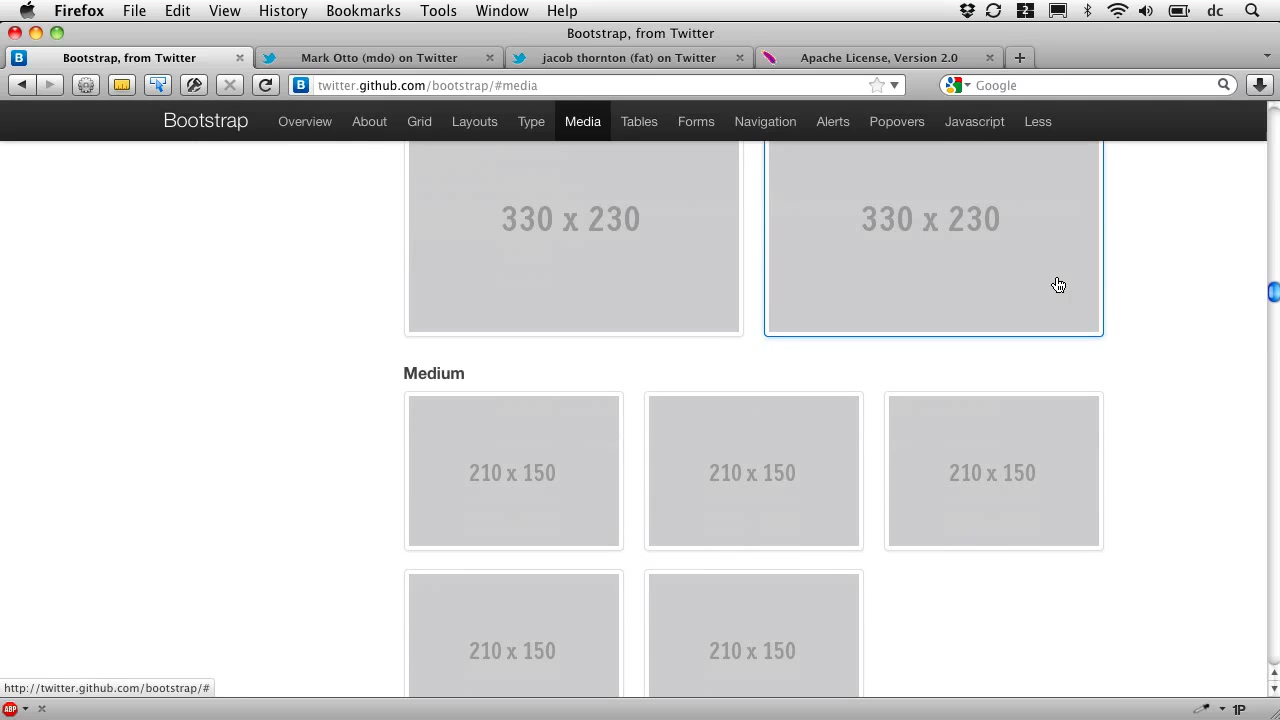 Firefox File Edit View History Bookmarks Tools Window Help 2 dc
Bootstrap, from Twitter
B Bootstrap, from Twitter Mark Otto (mdo) on Twitter jacob thornton (fat) on Twitter Apache License, Version 2.0
B twitter.github.com/bootstrap/#media Google
Bootstrap Overview About Grid Layouts Type Media Tables Forms Navigation Alerts Popovers Javascript Less
330 x 230 330 x 230
Medium
210 x 150 210 x 150 210 x 150
210 x 150 210 x 150
http://twitter.github.com/bootstrap/#
ABP 1P